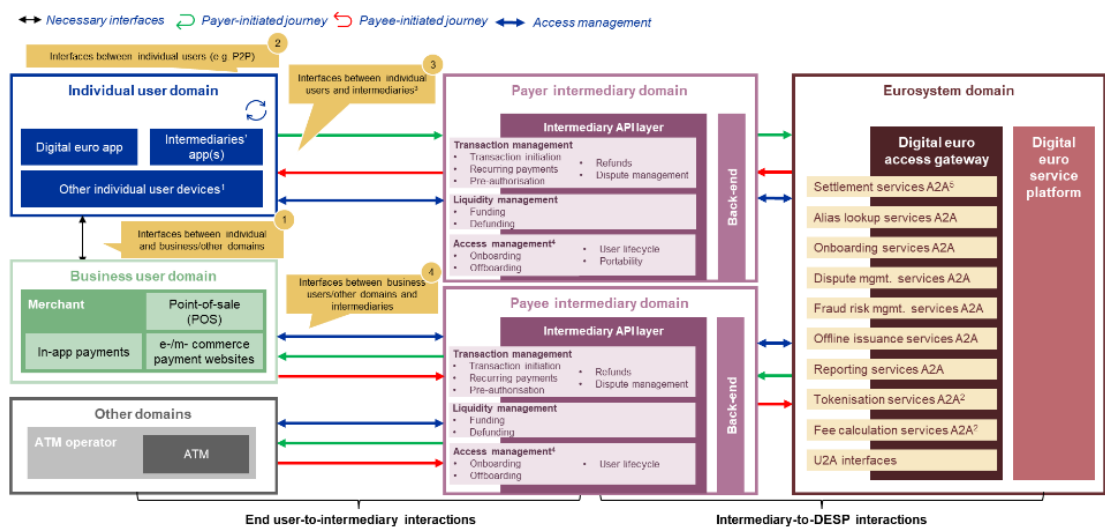 Necessary interfaces
Payer-initiated journey
Payee-initiated journey
Access management
2
Interfaces between individual users (e.g. P2P)
3
Interfaces between individual
users and intermediaries³
Individual user domain
Digital euro app
Intermediaries'
app(s)
Other individual user devices¹
1
Interfaces between individual
and business/other domains
Business user domain
Merchant
Point-of-sale
(POS)
In-app payments
e-/m- commerce
payment websites
4
Interfaces between business
users/other domains and
intermediaries
Other domains
ATM operator
ATM
Payer intermediary domain
Intermediary API layer
Transaction management
• Transaction initiation
• Recurring payments
• Pre-authorisation
• Refunds
• Dispute management
Liquidity management
• Funding
• Defunding
Access management⁴
• Onboarding
• Offboarding
• User lifecycle
• Portability
Back-end
Payee intermediary domain
Intermediary API layer
Transaction management
• Transaction initiation
• Recurring payments
• Pre-authorisation
• Refunds
• Dispute management
Liquidity management
• Funding
• Defunding
Access management⁴
• Onboarding
• Offboarding
• User lifecycle
Back-end
Eurosystem domain
Digital euro
access gateway
Digital
euro
service
platform
Settlement services A2A⁵
Alias lookup services A2A
Onboarding services A2A
Dispute mgmt. services A2A
Fraud risk mgmt. services A2A
Offline issuance services A2A
Reporting services A2A
Tokenisation services A2A²
Fee calculation services A2A²
U2A interfaces
End user-to-intermediary interactions
Intermediary-to-DESP interactions